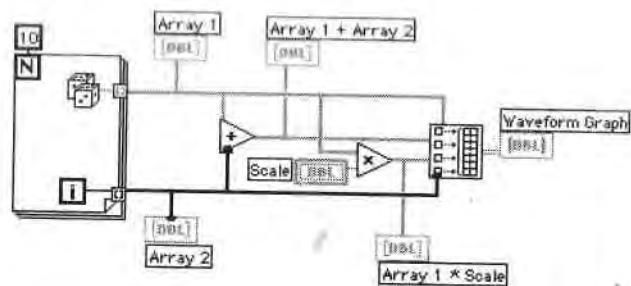 Array 1
[DBL]
Array 1 + Array 2
[DBL]
10
N
Waveform Graph
[DBL]
+
Scale
DBL
×
i
[DBL]
Array 2
[DBL]
Array 1 * Scale